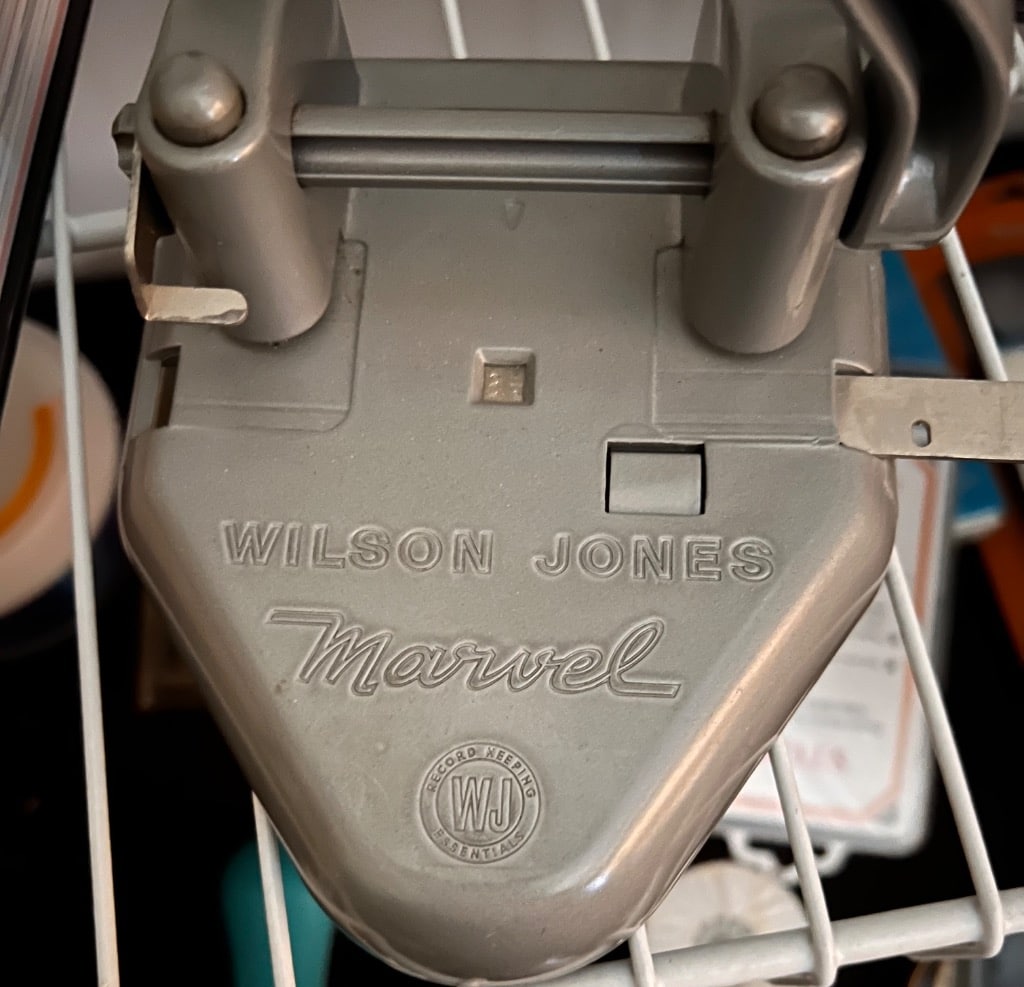 WILSON JONES
Marvel
RECORD KEEPING
WJ
ESSENTIALS